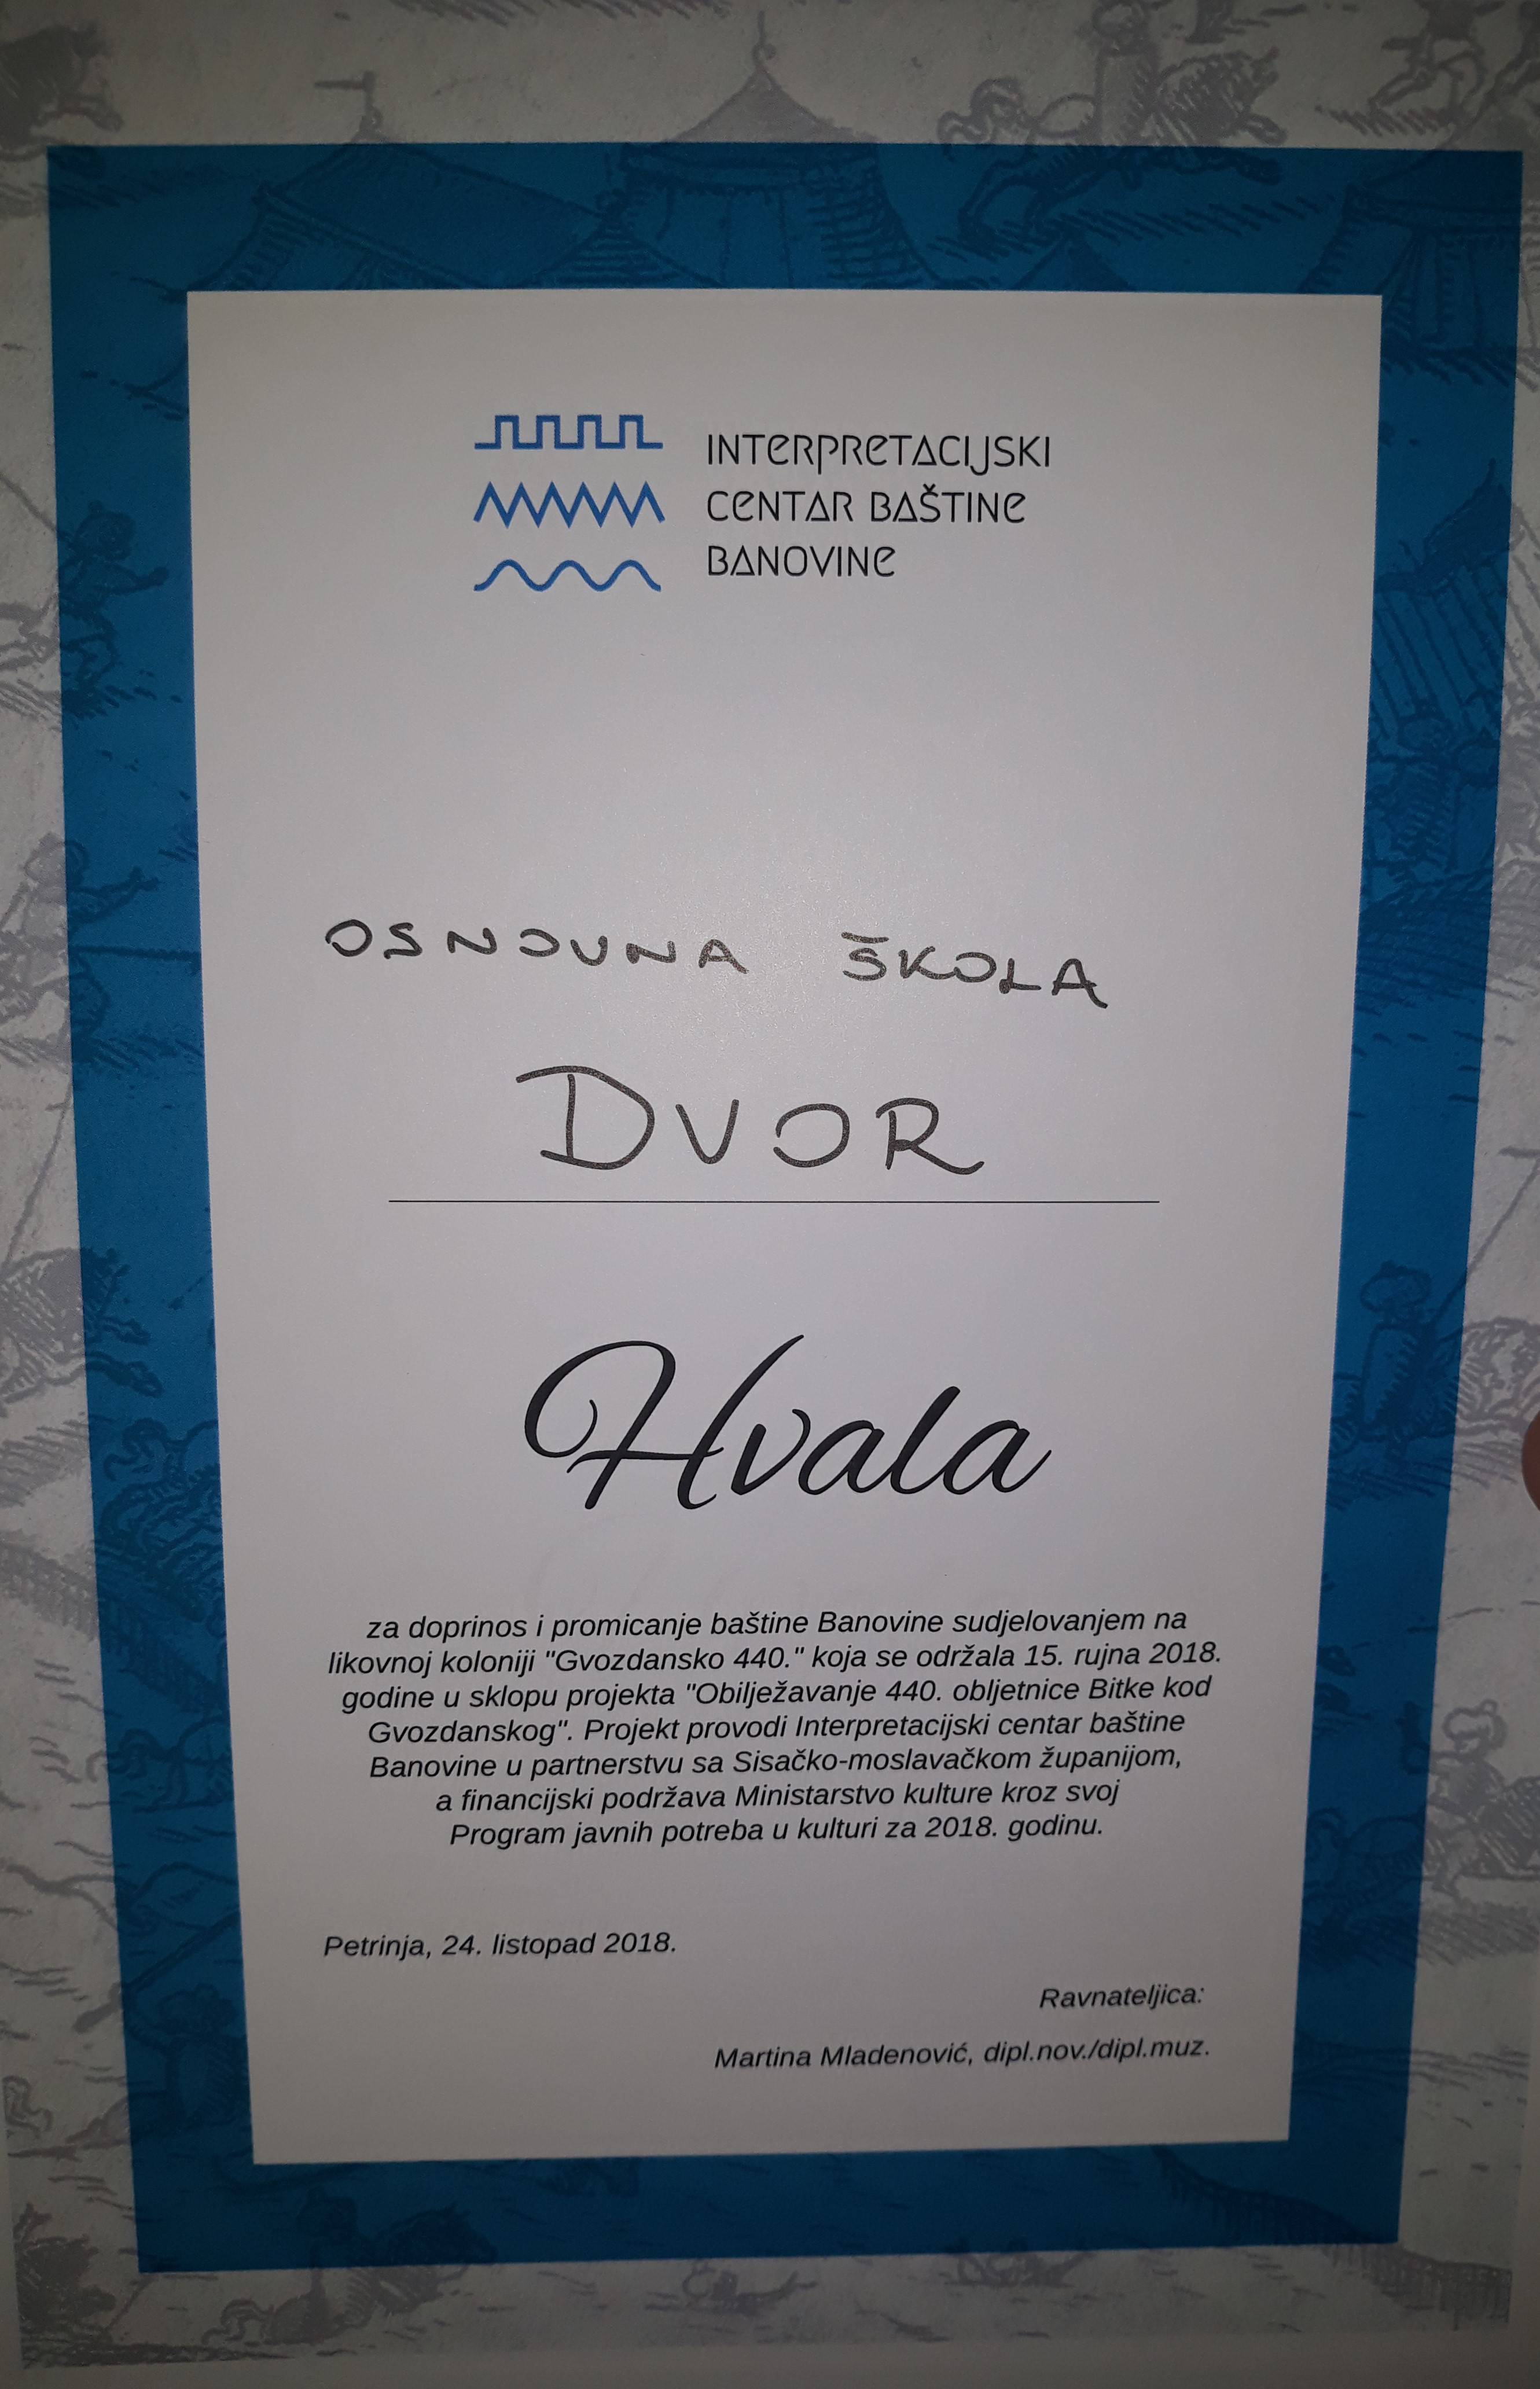 INTERPRETACIJSKI
CENTAR BAŠTINE
BANOVINE
OSNOVNA ŠKOLA
DVOR
Hvala
za doprinos i promicanje baštine Banovine sudjelovanjem na
likovnoj koloniji "Gvozdansko 440." koja se održala 15. rujna 2018.
godine u sklopu projekta "Obilježavanje 440. obljetnice Bitke kod
Gvozdanskog". Projekt provodi Interpretacijski centar baštine
Banovine u partnerstvu sa Sisačko-moslavačkom županijom,
a financijski podržava Ministarstvo kulture kroz svoj
Program javnih potreba u kulturi za 2018. godinu.
Petrinja, 24. listopad 2018.
Ravnateljica:
Martina Mladenović, dipl.nov./dipl.muz.